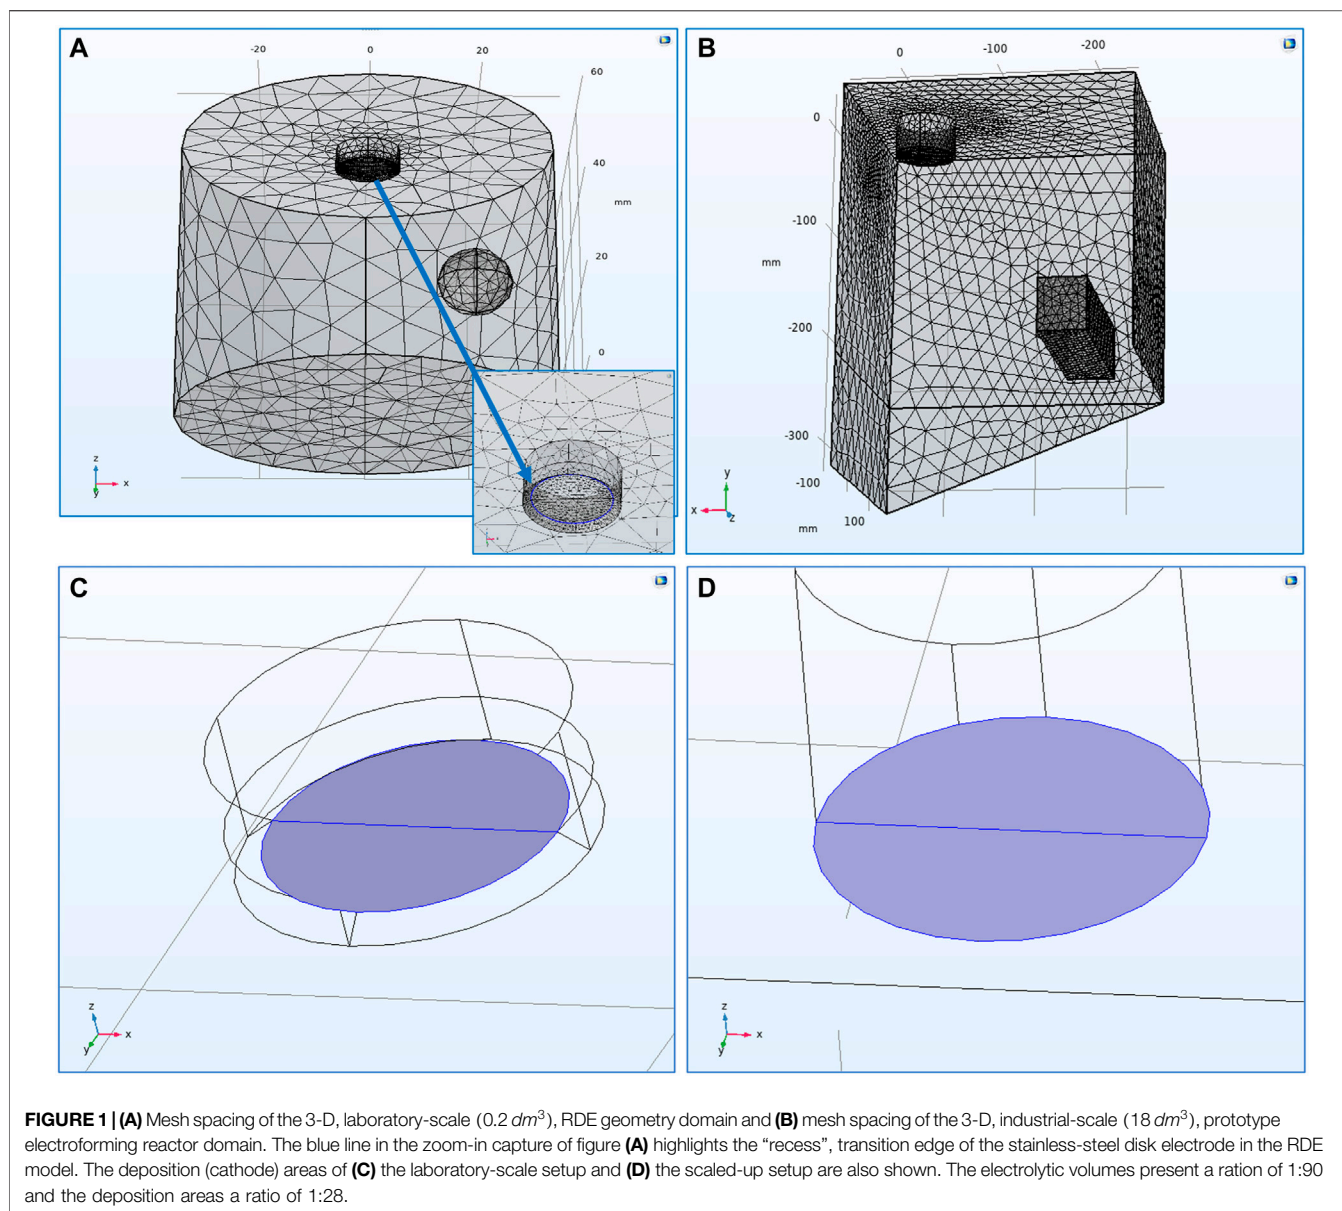 A
-20 0 20
60
40
mm
20
0
z
x
y
B
0 -100 -200
0
-100
mm
-200
-300
-100
mm 100
y
x
z
C
z
x
y
D
z
x
y
FIGURE 1 | (A) Mesh spacing of the 3-D, laboratory-scale (0.2 dm³), RDE geometry domain and (B) mesh spacing of the 3-D, industrial-scale (18 dm³), prototype
electroforming reactor domain. The blue line in the zoom-in capture of figure (A) highlights the “recess”, transition edge of the stainless-steel disk electrode in the RDE
model. The deposition (cathode) areas of (C) the laboratory-scale setup and (D) the scaled-up setup are also shown. The electrolytic volumes present a ration of 1:90
and the deposition areas a ratio of 1:28.